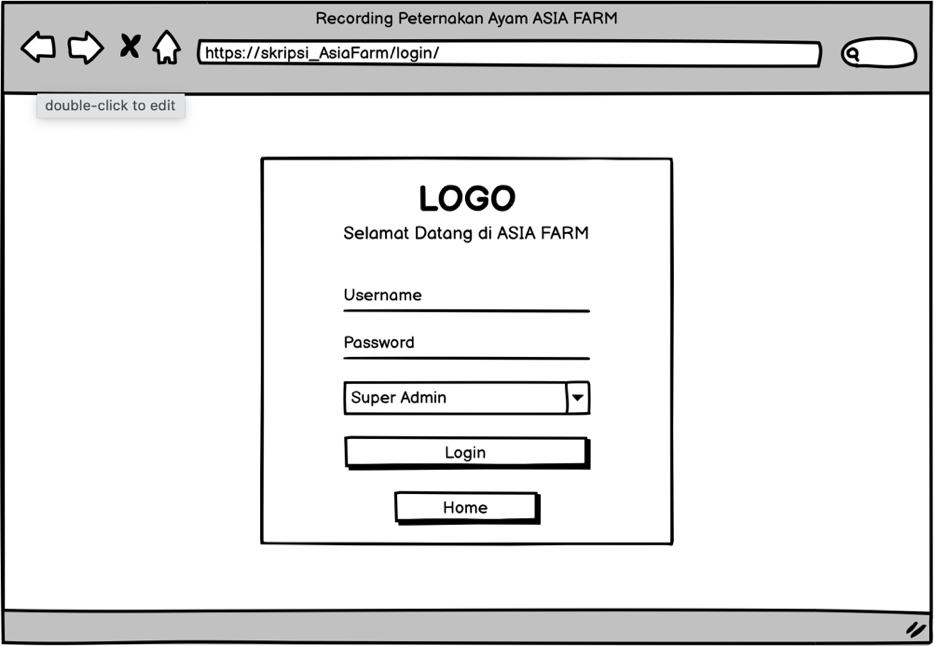 Recording Peternakan Ayam ASIA FARM
https://skripsi_AsiaFarm/login/
double-click to edit
LOGO
Selamat Datang di ASIA FARM
Username
Password
Super Admin
Login
Home